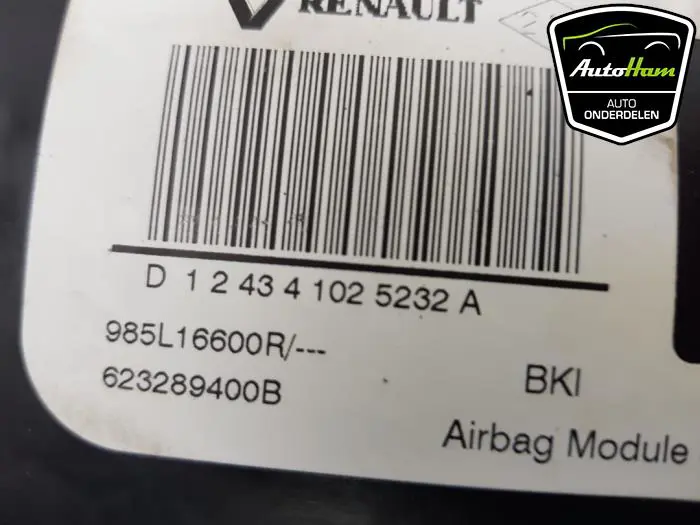 RENAULT
AutoHam
AUTO
ONDERDELEN
D 1 2 43 4 102 5232 A
985L16600R/---
623289400B
BKI
Airbag Module